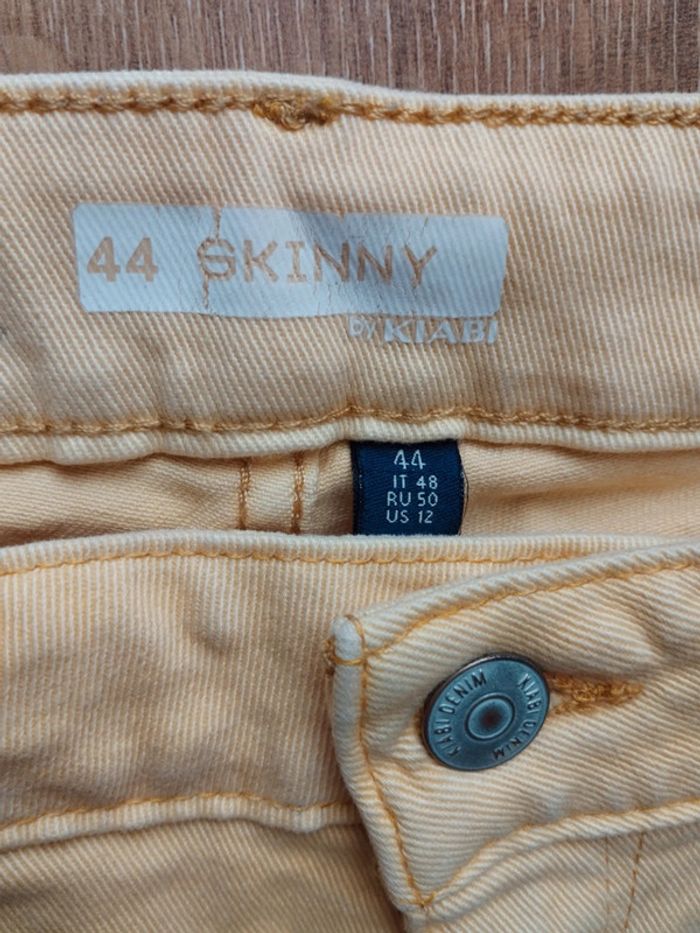 44 SKINNY
by KIABI
44
IT 48
RU 50
US 12
KIABI DENIM
KIABI DENIM